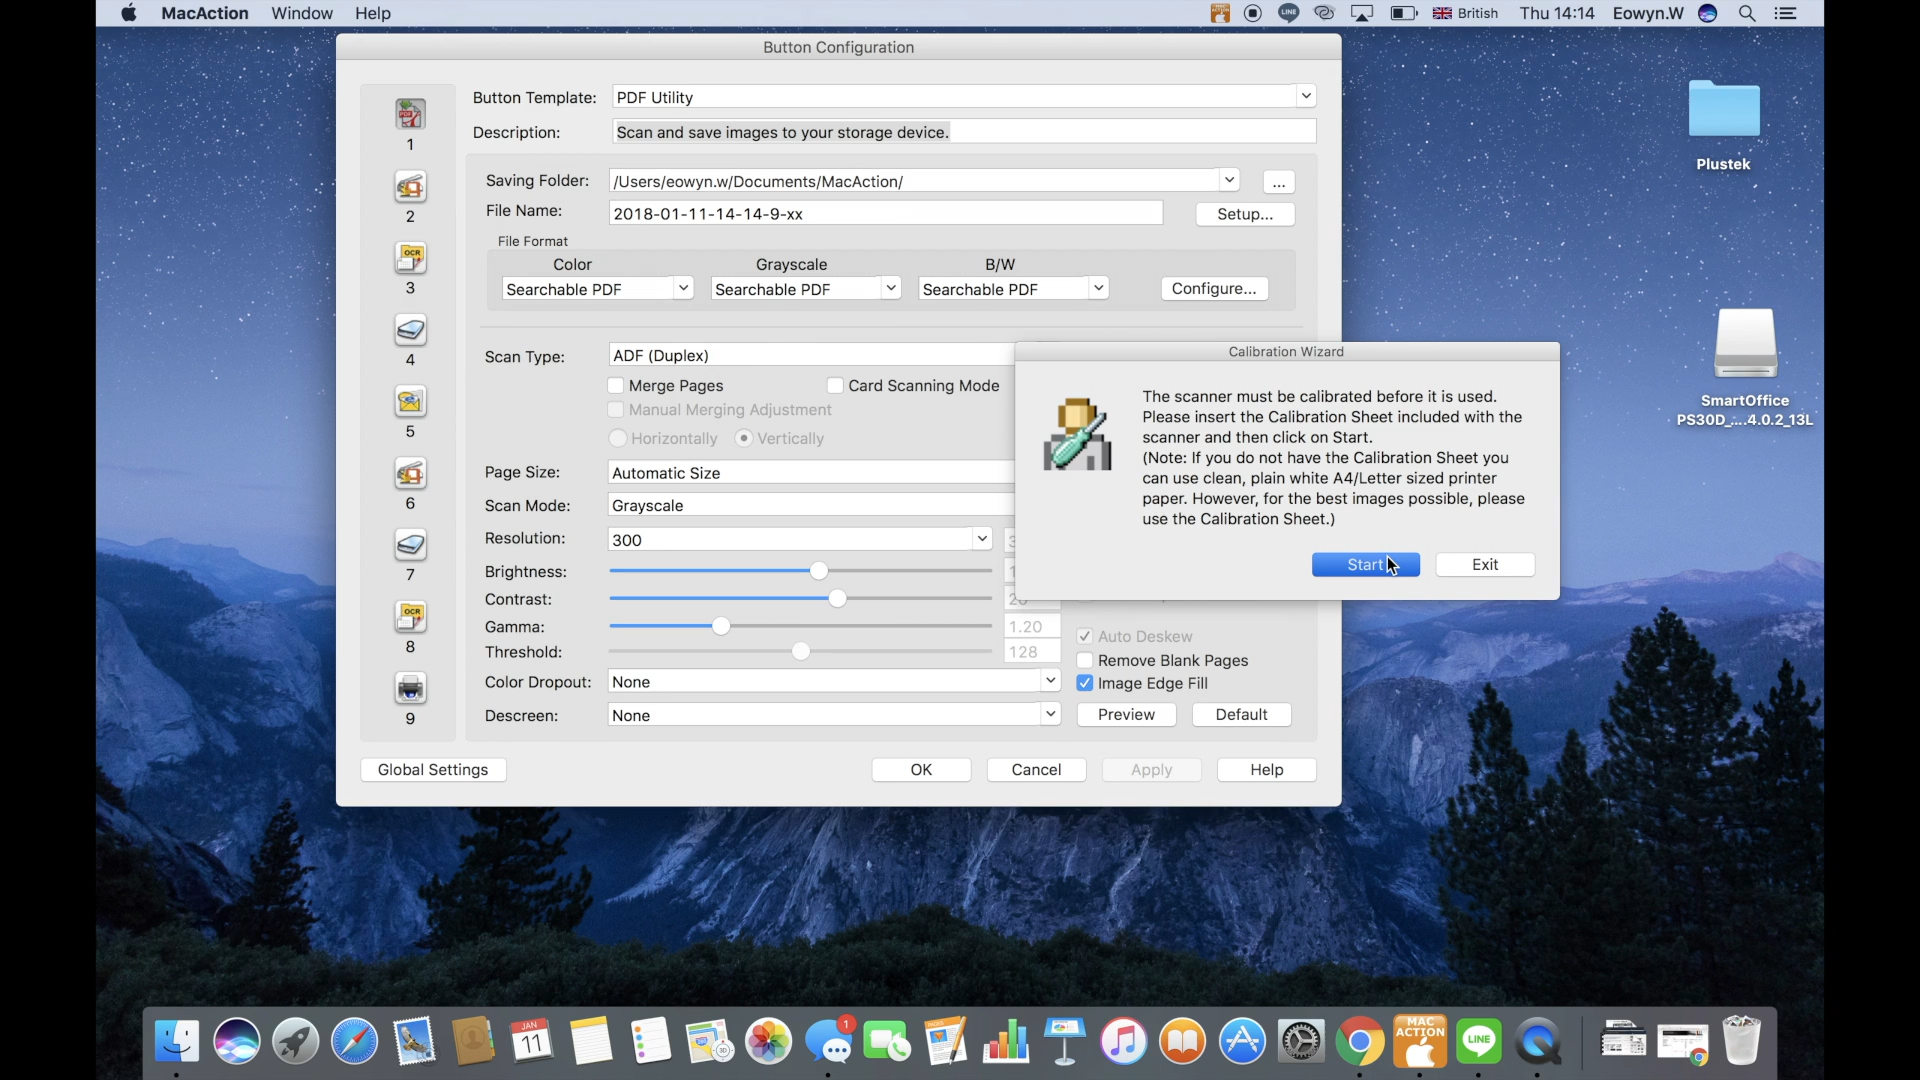 MacAction Window Help
LINE British Thu 14:14 Eowyn.W
Button Configuration
Button Template: PDF Utility
Description: Scan and save images to your storage device.
Saving Folder: /Users/eowyn.w/Documents/MacAction/ ...
File Name: 2018-01-11-14-14-9-xx Setup...
File Format
Color Grayscale B/W
Searchable PDF Searchable PDF Searchable PDF Configure...
Scan Type: ADF (Duplex)
Merge Pages Card Scanning Mode
Manual Merging Adjustment
Horizontally Vertically
Page Size: Automatic Size
Scan Mode: Grayscale
Resolution: 300
Brightness:
Contrast:
Gamma: 1.20
Threshold: 128
Color Dropout: None
Descreen: None
Auto Deskew
Remove Blank Pages
Image Edge Fill
Preview Default
Global Settings OK Cancel Apply Help
1
2
OCR
3
4
5
6
7
OCR
8
9
Calibration Wizard
The scanner must be calibrated before it is used.
Please insert the Calibration Sheet included with the
scanner and then click on Start.
(Note: If you do not have the Calibration Sheet you
can use clean, plain white A4/Letter sized printer
paper. However, for the best images possible, please
use the Calibration Sheet.)
Start Exit
Plustek
SmartOffice
PS30D_....4.0.2_13L
JAN
11
3D
1
MAC
ACTION
LINE